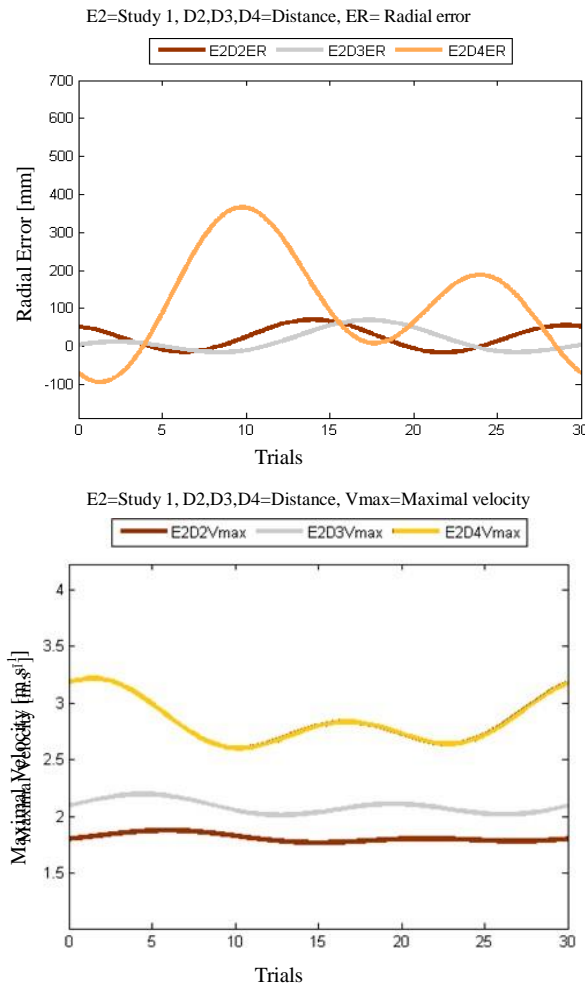 E2=Study 1, D2,D3,D4=Distance, ER= Radial error
E2D2ER E2D3ER E2D4ER
700
500
400
300
200
100
0
-100
Radial Error [mm]
0 5 10 15 20 25 30
Trials
E2=Study 1, D2,D3,D4=Distance, Vmax=Maximal velocity
E2D2Vmax E2D3Vmax E2D4Vmax
4
3.5
3
2.5
2
1.5
Maximal Velocity [m.s
0 5 10 15 20 25 30
Trials